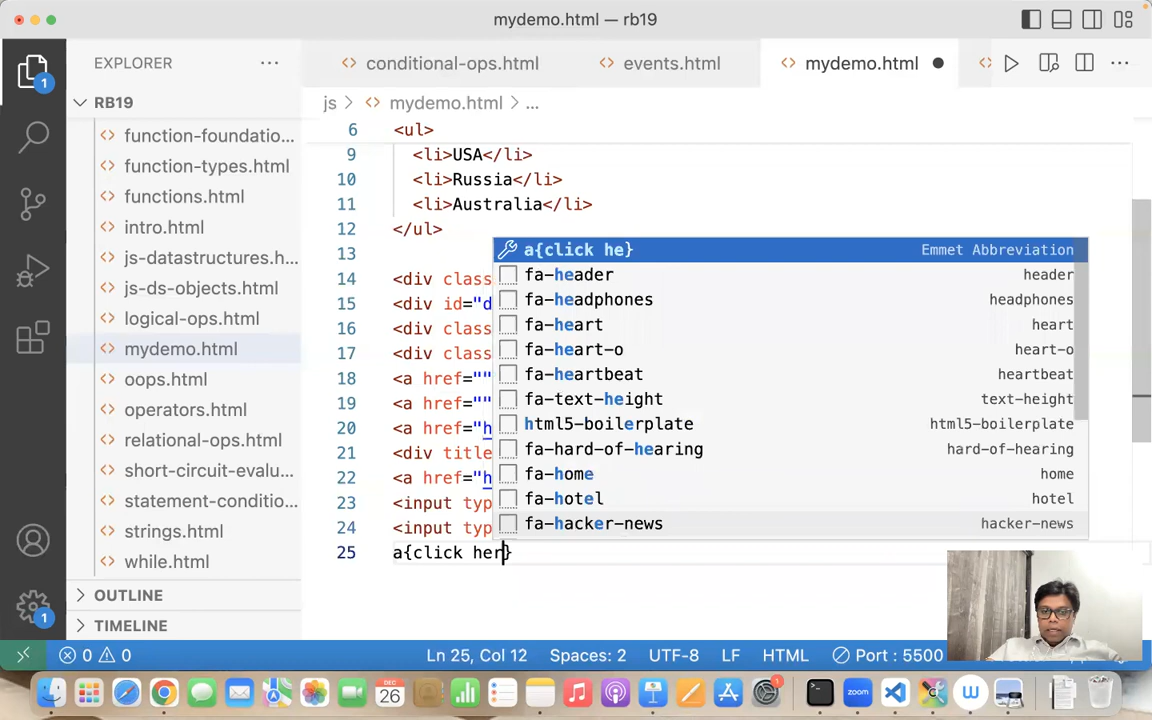 mydemo.html — rb19
EXPLORER ...
conditional-ops.html
events.html
mydemo.html
...
1
RB19
js > mydemo.html > ...
function-foundatio...
function-types.html
functions.html
intro.html
js-datastructures.h...
js-ds-objects.html
logical-ops.html
mydemo.html
oops.html
operators.html
relational-ops.html
short-circuit-evalu...
statement-conditio...
strings.html
while.html
OUTLINE
TIMELINE
1
6 <ul>
9 <li>USA</li>
10 <li>Russia</li>
11 <li>Australia</li>
12 </ul>
13
14 <div class
15 <div id="d
16 <div class
17 <div class
18 <a href=""
19 <a href=""
20 <a href="h
21 <div title
22 <a href="h
23 <input typ
24 <input typ
25 a{click her}
a{click he} Emmet Abbreviation
fa-header header
fa-headphones headphones
fa-heart heart
fa-heart-o heart-o
fa-heartbeat heartbeat
fa-text-height text-height
html5-boilerplate html5-boilerplate
fa-hard-of-hearing hard-of-hearing
fa-home home
fa-hotel hotel
fa-hacker-news hacker-news
0 0 Ln 25, Col 12 Spaces: 2 UTF-8 LF HTML Port : 5500
DEC
26
zoom
W
1